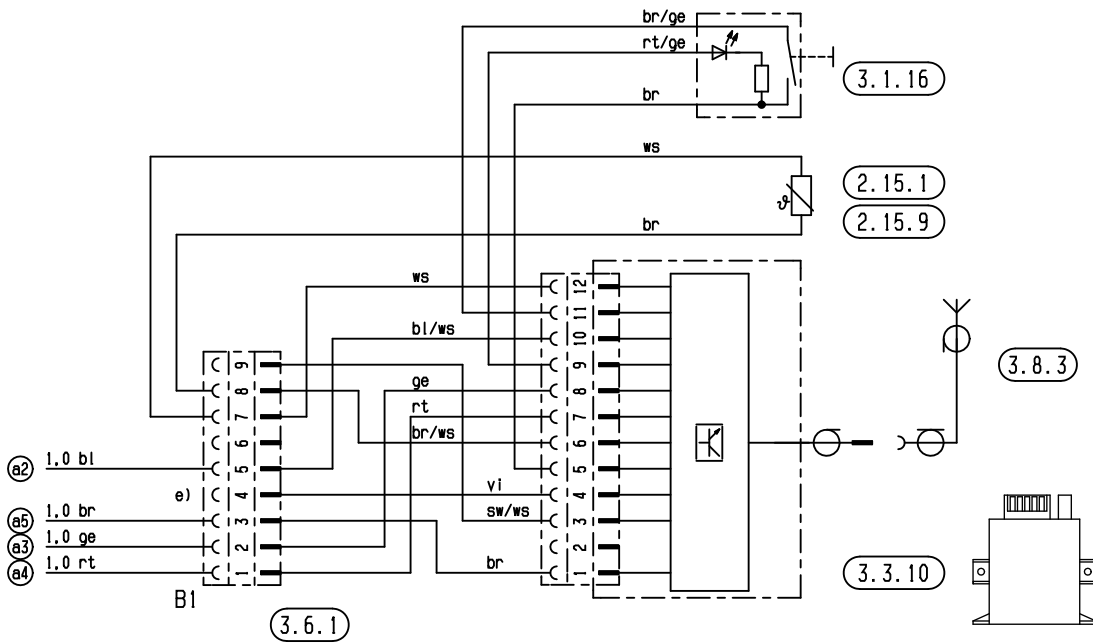 br/ge
rt/ge
3.1.16
br
ws
2.15.1
ϑ
2.15.9
br
ws
12
11
bl/ws
10
9
9
3.8.3
ge
8
8
rt
7
7
br/ws
6
6
a2 1,0 bl
5
5
e)
4
vi
4
a5 1,0 br
3
sw/ws
3
a3 1,0 ge
2
2
a4 1,0 rt
1
br
1
3.3.10
B1
3.6.1